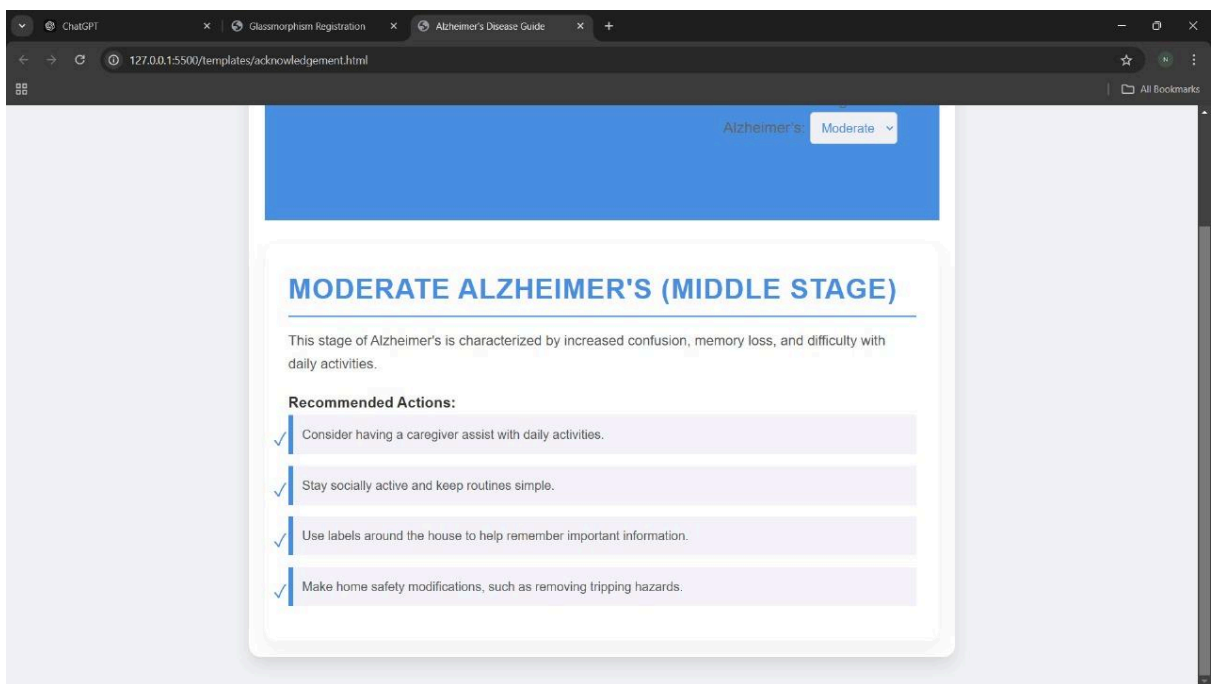 ChatGPT
Glassmorphism Registration
Alzheimer's Disease Guide
127.0.0.1:5500/templates/acknowledgement.html
N
All Bookmarks
Alzheimer's: Moderate
MODERATE ALZHEIMER'S (MIDDLE STAGE)
This stage of Alzheimer's is characterized by increased confusion, memory loss, and difficulty with
daily activities.
Recommended Actions:
Consider having a caregiver assist with daily activities.
Stay socially active and keep routines simple.
Use labels around the house to help remember important information.
Make home safety modifications, such as removing tripping hazards.